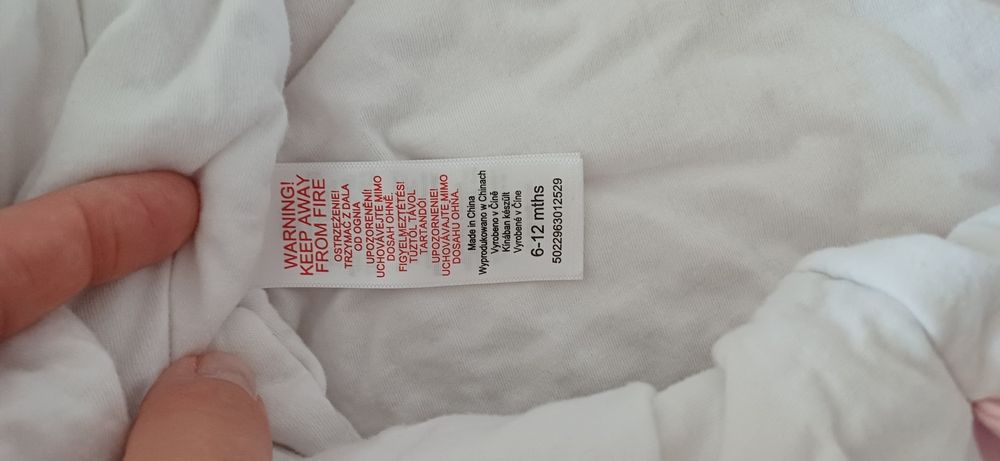 WARNING!
KEEP AWAY
FROM FIRE
OSTRZEŻENIE!
TRZYMAĆ Z DALA
OD OGNIA
UPOZORNĚNÍ!
UCHOVÁVEJTE MIMO
DOSAH OHNĚ.
FIGYELMEZTETÉS!
TŰZTŐL TÁVOL
TARTANDÓ!
UPOZORNENIE!
UCHOVÁVAJTE MIMO
DOSAHU OHŇA.
Made in China
Wyprodukowano w Chinach
Vyrobeno v Číně
Kínában készült
Vyrobené v Číne
6-12 mths
5022963012529